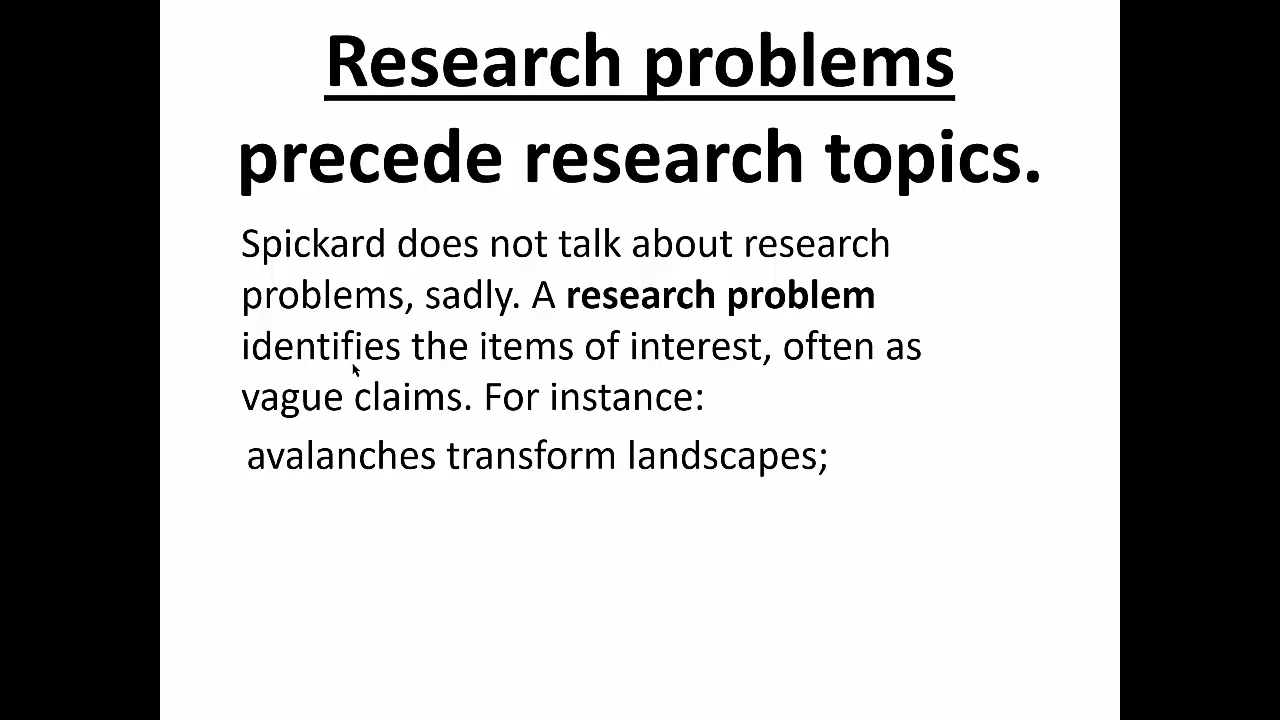 Research problems
precede research topics.
Spickard does not talk about research
problems, sadly. A research problem
identifies the items of interest, often as
vague claims. For instance:
avalanches transform landscapes;